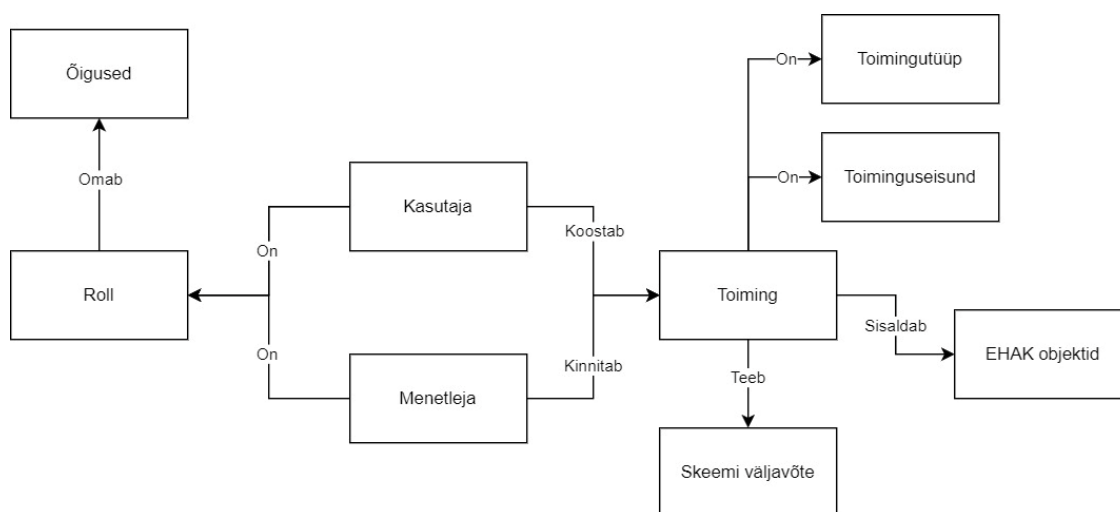 Õigused
Toimingutüüp
On
Toiminguseisund
On
Omab
Kasutaja
Koostab
On
Roll
Toiming
Sisaldab
EHAK objektid
On
Kinnitab
Teeb
Menetleja
Skeemi väljavõte